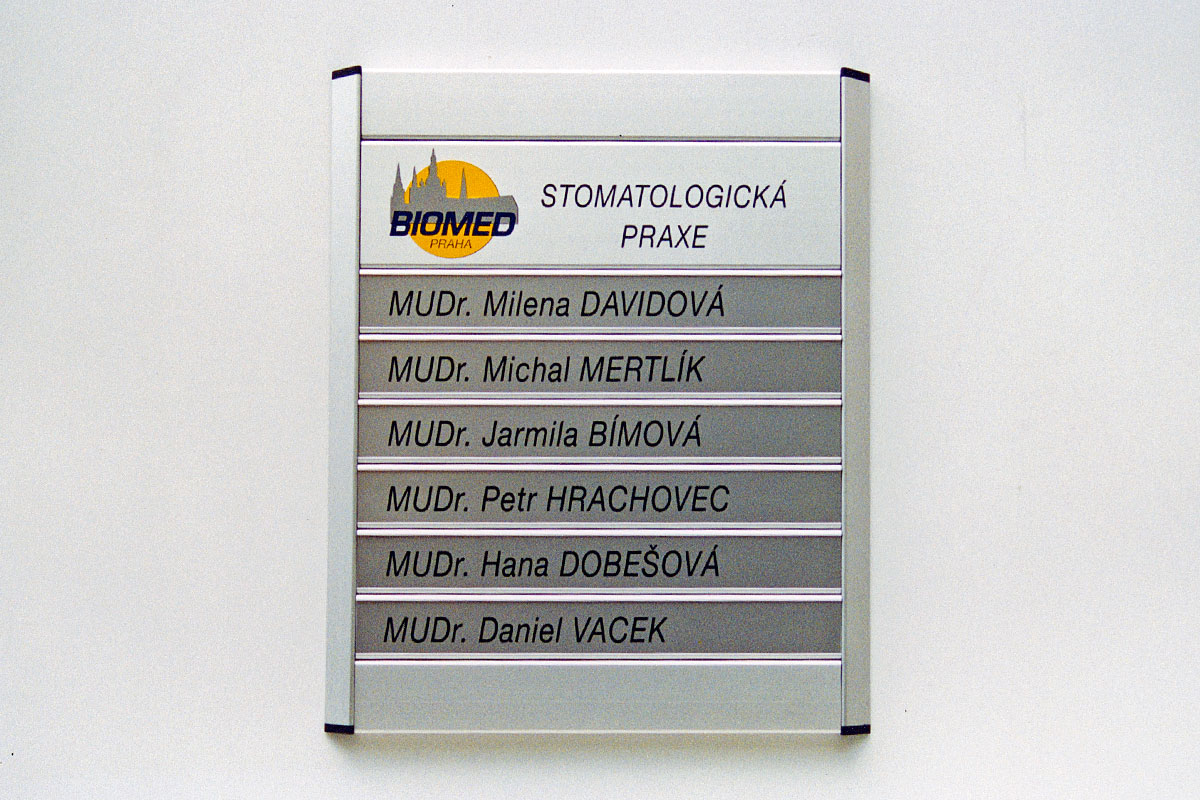 BIOMED
PRAHA
STOMATOLOGICKÁ
PRAXE
MUDr. Milena DAVIDOVÁ
MUDr. Michal MERTLÍK
MUDr. Jarmila BÍMOVÁ
MUDr. Petr HRACHOVEC
MUDr. Hana DOBEŠOVÁ
MUDr. Daniel VACEK